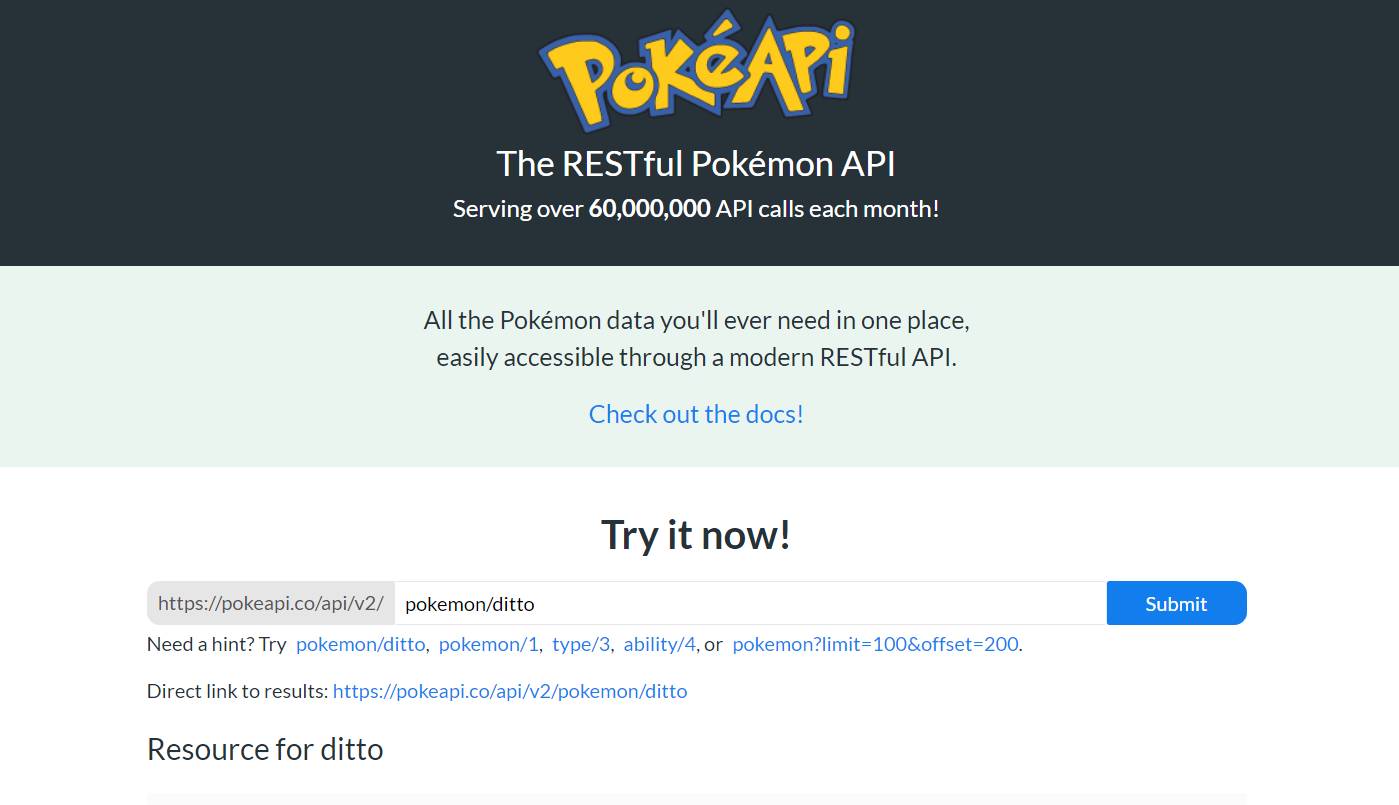 PokéAPi
The RESTful Pokémon API
Serving over 60,000,000 API calls each month!
All the Pokémon data you'll ever need in one place,
easily accessible through a modern RESTful API.
Check out the docs!
Try it now!
https://pokeapi.co/api/v2/ pokemon/ditto Submit
Need a hint? Try pokemon/ditto, pokemon/1, type/3, ability/4, or pokemon?limit=100&offset=200.
Direct link to results: https://pokeapi.co/api/v2/pokemon/ditto
Resource for ditto